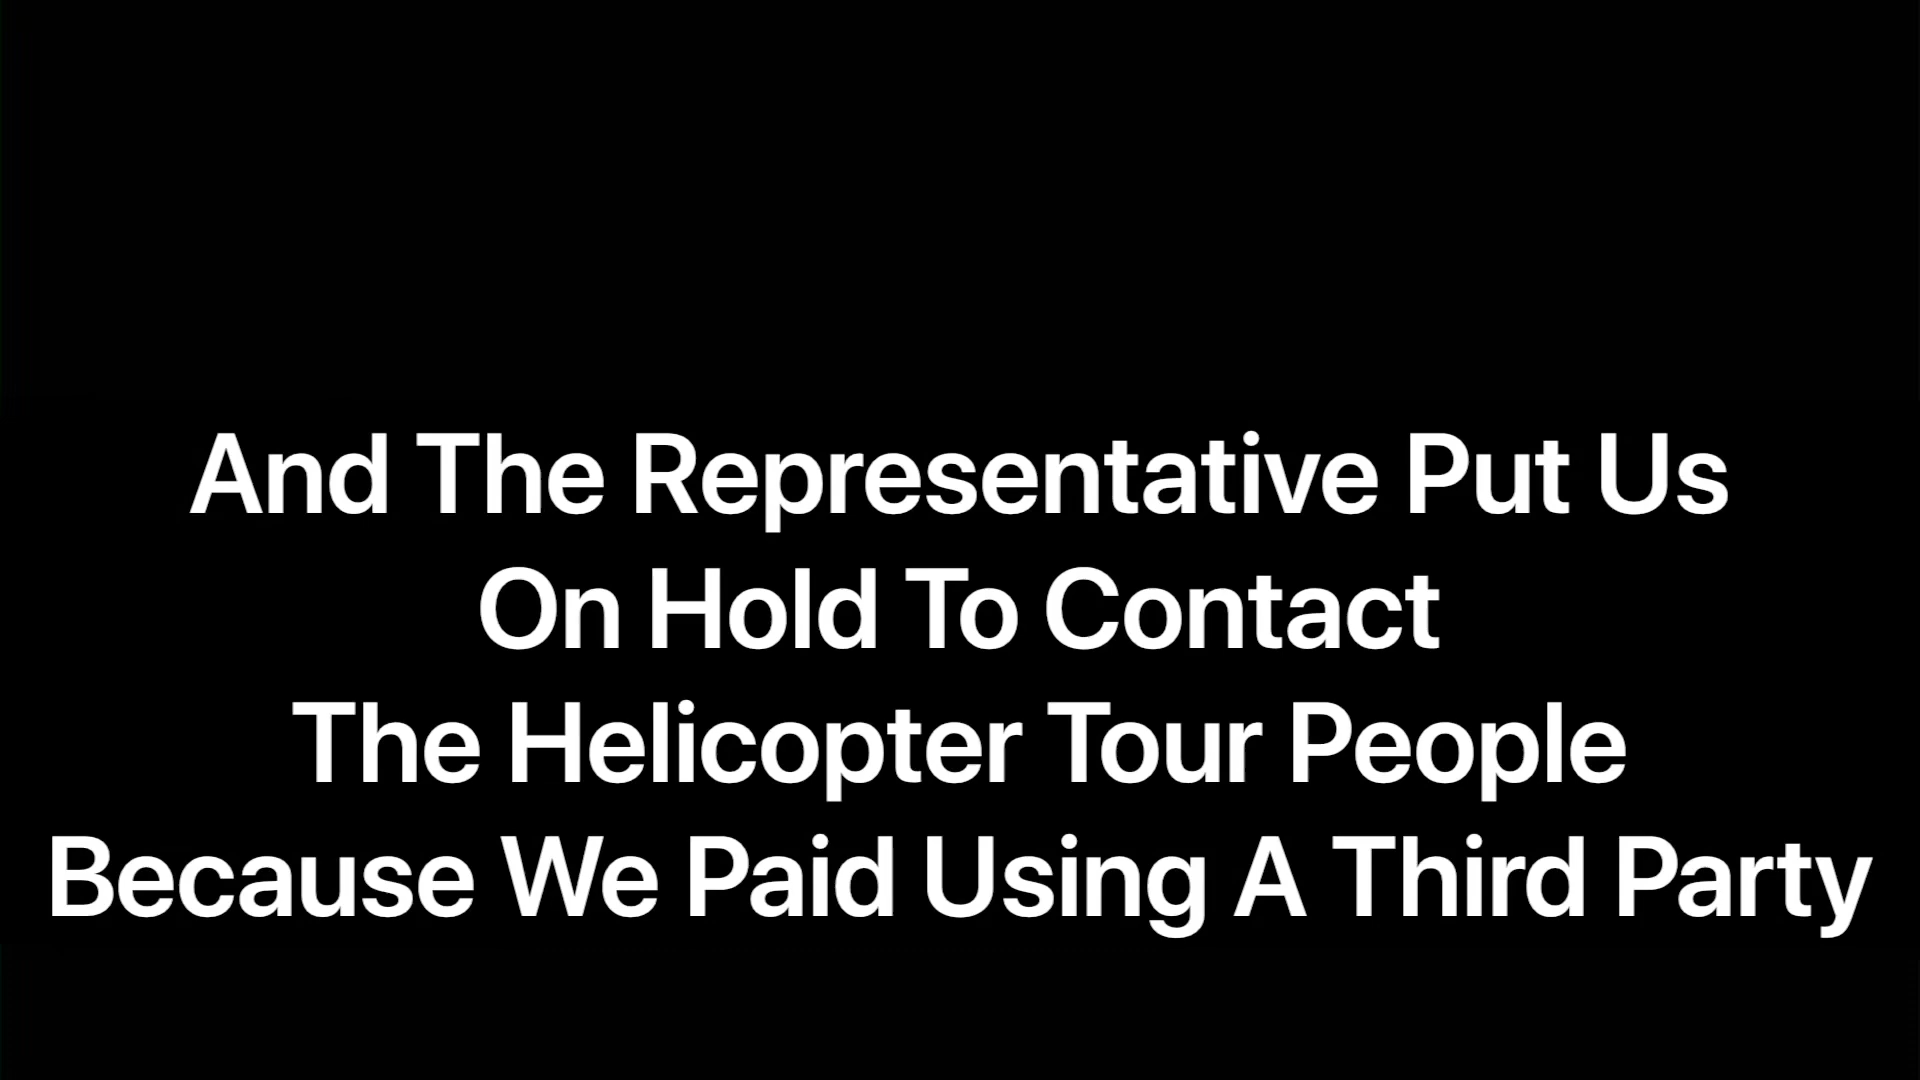 And The Representative Put Us
On Hold To Contact
The Helicopter Tour People
Because We Paid Using A Third Party